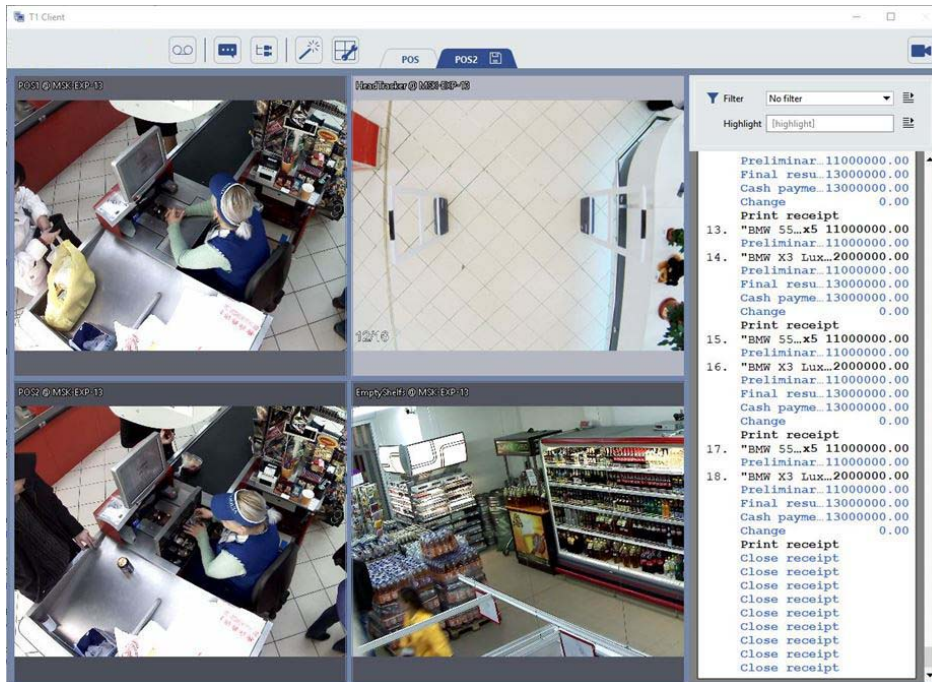 T1 Client
POS
POS2
POS1 @ MSK-EXP-13
HeadTracker @ MSK-EXP-13
12/16
POS2 @ MSK-EXP-13
EmptyShelfs @ MSK-EXP-13
Filter No filter
Highlight [highlight]
Preliminar…11000000.00
Final resu…13000000.00
Cash payme…13000000.00
Change 0.00
Print receipt
13. "BMW 55…x5 11000000.00
Preliminar…11000000.00
14. "BMW X3 Lux…2000000.00
Preliminar…11000000.00
Final resu…13000000.00
Cash payme…13000000.00
Change 0.00
Print receipt
15. "BMW 55…x5 11000000.00
Preliminar…11000000.00
16. "BMW X3 Lux…2000000.00
Preliminar…11000000.00
Final resu…13000000.00
Cash payme…13000000.00
Change 0.00
Print receipt
17. "BMW 55…x5 11000000.00
Preliminar…11000000.00
18. "BMW X3 Lux…2000000.00
Preliminar…11000000.00
Final resu…13000000.00
Cash payme…13000000.00
Change 0.00
Print receipt
Close receipt
Close receipt
Close receipt
Close receipt
Close receipt
Close receipt
Close receipt
Close receipt
Close receipt